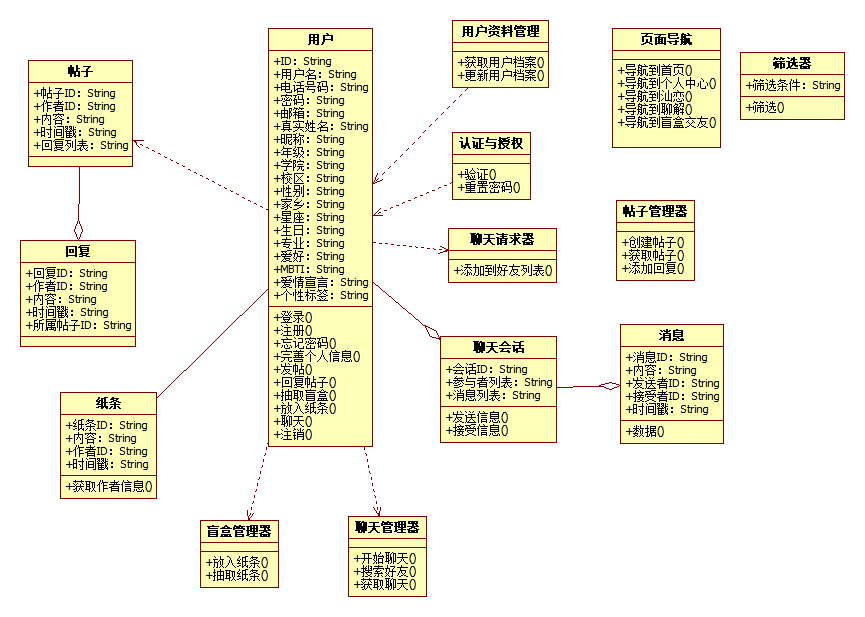 帖子
+帖子ID: String
+作者ID: String
+内容: String
+时间戳: String
+回复列表: String
回复
+回复ID: String
+作者ID: String
+内容: String
+时间戳: String
+所属帖子ID: String
纸条
+纸条ID: String
+内容: String
+作者ID: String
+时间戳: String
+获取作者信息()
用户
+ID: String
+用户名: String
+电话号码: String
+密码: String
+邮箱: String
+真实姓名: String
+昵称: String
+年级: String
+学院: String
+校区: String
+性别: String
+家乡: String
+星座: String
+生日: String
+专业: String
+爱好: String
+MBTI: String
+爱情宣言: String
+个性标签: String
+登录()
+注册()
+忘记密码()
+完善个人信息()
+发帖()
+回复帖子()
+抽取盲盒()
+放入纸条()
+聊天()
+注销()
盲盒管理器
+放入纸条()
+抽取纸条()
聊天管理器
+开始聊天()
+搜索好友()
+获取聊天()
用户资料管理
+获取用户档案()
+更新用户档案()
认证与授权
+验证()
+重置密码()
聊天请求器
+添加到好友列表()
聊天会话
+会话ID: String
+参与者列表: String
+消息列表: String
+发送信息()
+接受信息()
页面导航
+导航到首页()
+导航到个人中心()
+导航到汕恋()
+导航到聊解()
+导航到盲盒交友()
筛选器
+筛选条件: String
+筛选()
帖子管理器
+创建帖子()
+获取帖子()
+添加回复()
消息
+消息ID: String
+内容: String
+发送者ID: String
+接受者ID: String
+时间戳: String
+数据()